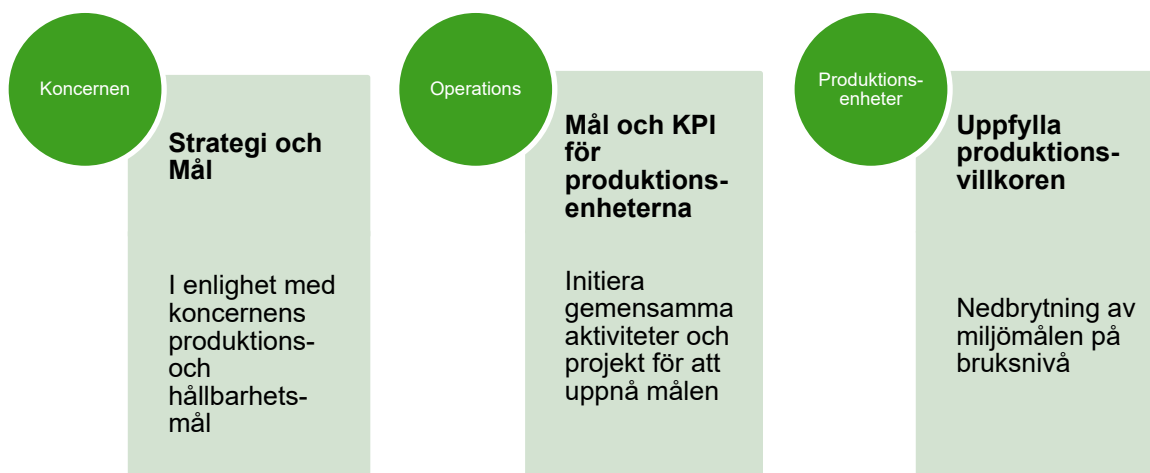 Koncernen
Strategi och
Mål
I enlighet med
koncernens
produktions-
och
hållbarhets-
mål
Operations
Mål och KPI
för
produktions-
enheterna
Initiera
gemensamma
aktiviteter och
projekt för att
uppnå målen
Produktions-
enheter
Uppfylla
produktions-
villkoren
Nedbrytning av
miljömålen på
bruksnivå